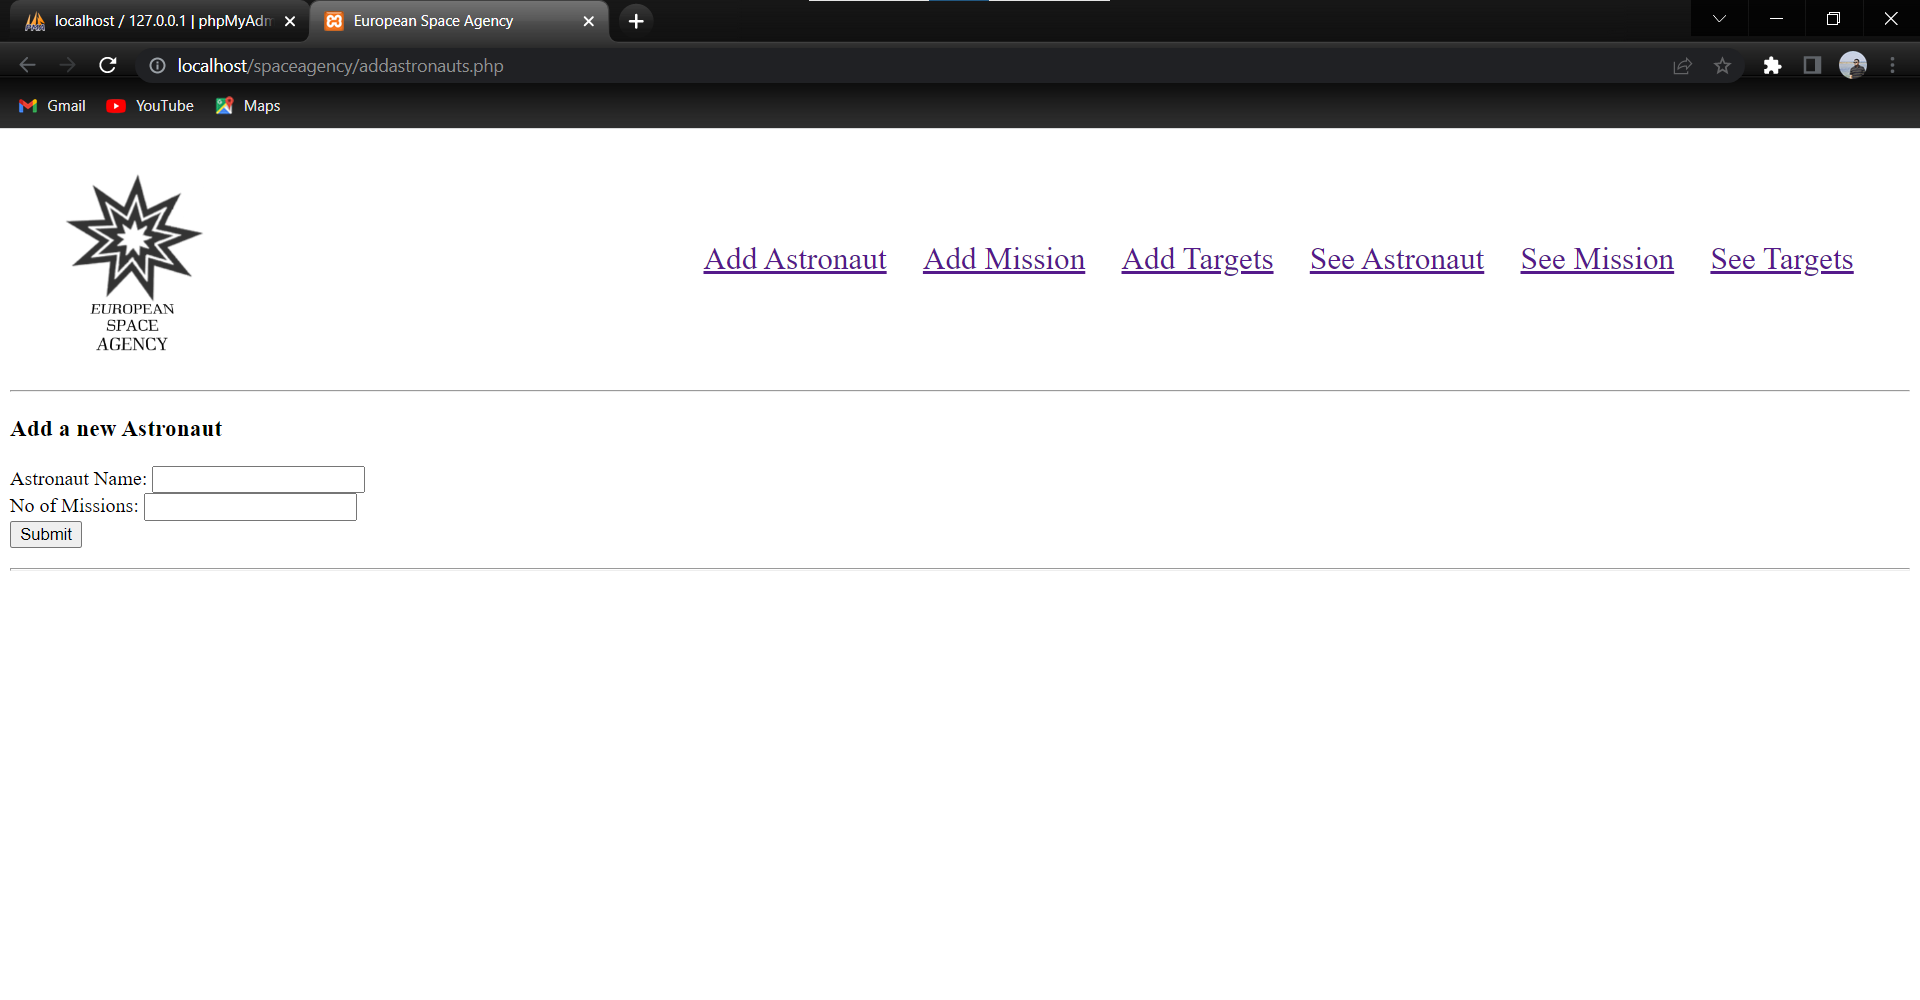 localhost / 127.0.0.1 | phpMyAdm
European Space Agency
localhost/spaceagency/addastronauts.php
Gmail
YouTube
Maps
EUROPEAN
SPACE
AGENCY
Add Astronaut Add Mission Add Targets See Astronaut See Mission See Targets
Add a new Astronaut
Astronaut Name:
No of Missions:
Submit